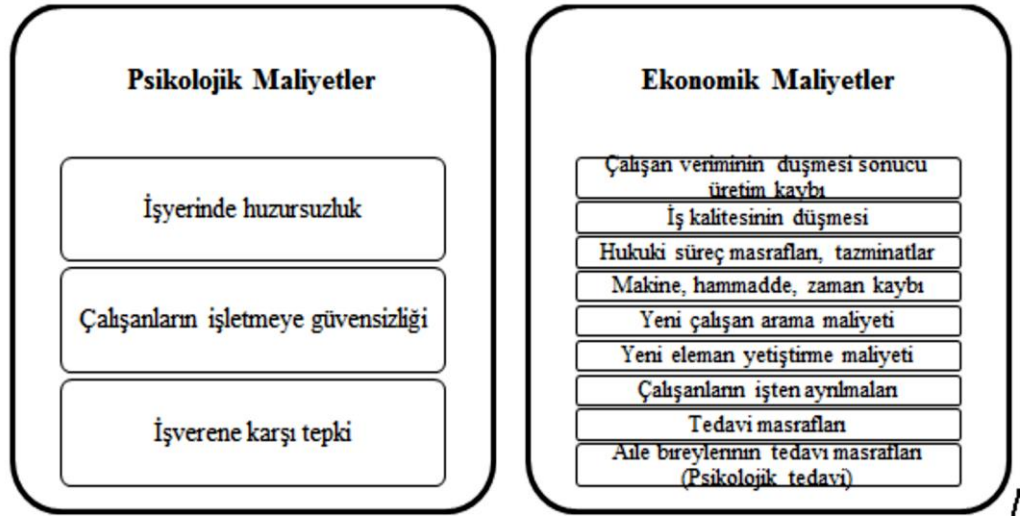 Psikolojik Maliyetler
İşyerinde huzursuzluk
Çalışanların işletmeye güvensizliği
İşverene karşı tepki
Ekonomik Maliyetler
Çalışan veriminin düşmesi sonucu
üretim kaybı
İş kalitesinin düşmesi
Hukuki süreç masrafları, tazminatlar
Makine, hammadde, zaman kaybı
Yeni çalışan arama maliyeti
Yeni eleman yetiştirme maliyeti
Çalışanların işten ayrılmaları
Tedavi masrafları
Aile bireylerinin tedavi masrafları
(Psikolojik tedavi)